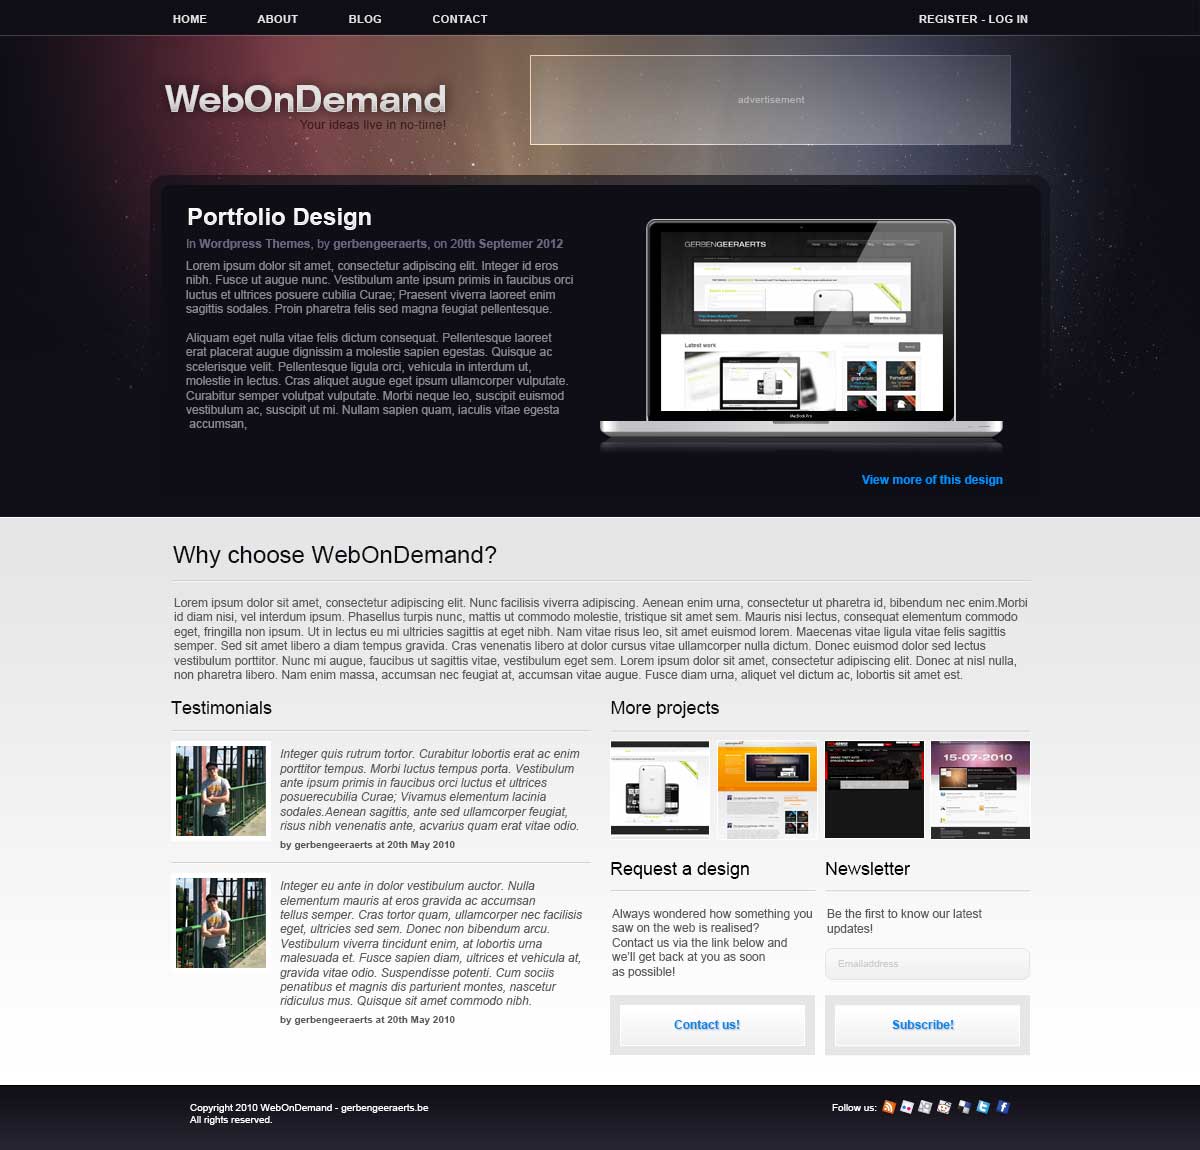 HOME ABOUT BLOG CONTACT REGISTER - LOG IN
WebOnDemand
Your ideas live in no-time!
advertisement
Portfolio Design
In Wordpress Themes, by gerbengeeraerts, on 20th Septemer 2012
Lorem ipsum dolor sit amet, consectetur adipiscing elit. Integer id eros
nibh. Fusce ut augue nunc. Vestibulum ante ipsum primis in faucibus orci
luctus et ultrices posuere cubilia Curae; Praesent viverra laoreet enim
sagittis sodales. Proin pharetra felis sed magna feugiat pellentesque.
Aliquam eget nulla vitae felis dictum consequat. Pellentesque laoreet
erat placerat augue dignissim a molestie sapien egestas. Quisque ac
scelerisque velit. Pellentesque ligula orci, vehicula in interdum ut,
molestie in lectus. Cras aliquet augue eget ipsum ullamcorper vulputate.
Curabitur semper volutpat vulputate. Morbi neque leo, suscipit euismod
vestibulum ac, suscipit ut mi. Nullam sapien quam, iaculis vitae egesta
accumsan,
GERBENGEERAERTS
Latest work
MacBook Pro
View more of this design
Why choose WebOnDemand?
Lorem ipsum dolor sit amet, consectetur adipiscing elit. Nunc facilisis viverra adipiscing. Aenean enim urna, consectetur ut pharetra id, bibendum nec enim.Morbi
id diam nisi, vel interdum ipsum. Phasellus turpis nunc, mattis ut commodo molestie, tristique sit amet sem. Mauris nisi lectus, consequat elementum commodo
eget, fringilla non ipsum. Ut in lectus eu mi ultricies sagittis at eget nibh. Nam vitae risus leo, sit amet euismod lorem. Maecenas vitae ligula vitae felis sagittis
semper. Sed sit amet libero a diam tempus gravida. Cras venenatis libero at dolor cursus vitae ullamcorper nulla dictum. Donec euismod dolor sed lectus
vestibulum porttitor. Nunc mi augue, faucibus ut sagittis vitae, vestibulum eget sem. Lorem ipsum dolor sit amet, consectetur adipiscing elit. Donec at nisl nulla,
non pharetra libero. Nam enim massa, accumsan nec feugiat at, accumsan vitae augue. Fusce diam urna, aliquet vel dictum ac, lobortis sit amet est.
Testimonials
Integer quis rutrum tortor. Curabitur lobortis erat ac enim
porttitor tempus. Morbi luctus tempus porta. Vestibulum
ante ipsum primis in faucibus orci luctus et ultrices
posuerecubilia Curae; Vivamus elementum lacinia
sodales.Aenean sagittis, ante sed ullamcorper feugiat,
risus nibh venenatis ante, acvarius quam erat vitae odio.
by gerbengeeraerts at 20th May 2010
Integer eu ante in dolor vestibulum auctor. Nulla
elementum mauris at eros gravida ac accumsan
tellus semper. Cras tortor quam, ullamcorper nec facilisis
eget, ultricies sed sem. Donec non bibendum arcu.
Vestibulum viverra tincidunt enim, at lobortis urna
malesuada et. Fusce sapien diam, ultrices et vehicula at,
gravida vitae odio. Suspendisse potenti. Cum sociis
penatibus et magnis dis parturient montes, nascetur
ridiculus mus. Quisque sit amet commodo nibh.
by gerbengeeraerts at 20th May 2010
More projects
15-07-2010
Request a design
Always wondered how something you
saw on the web is realised?
Contact us via the link below and
we'll get back at you as soon
as possible!
Contact us!
Newsletter
Be the first to know our latest
updates!
Emailaddress
Subscribe!
Copyright 2010 WebOnDemand - gerbengeeraerts.be
All rights reserved.
Follow us: